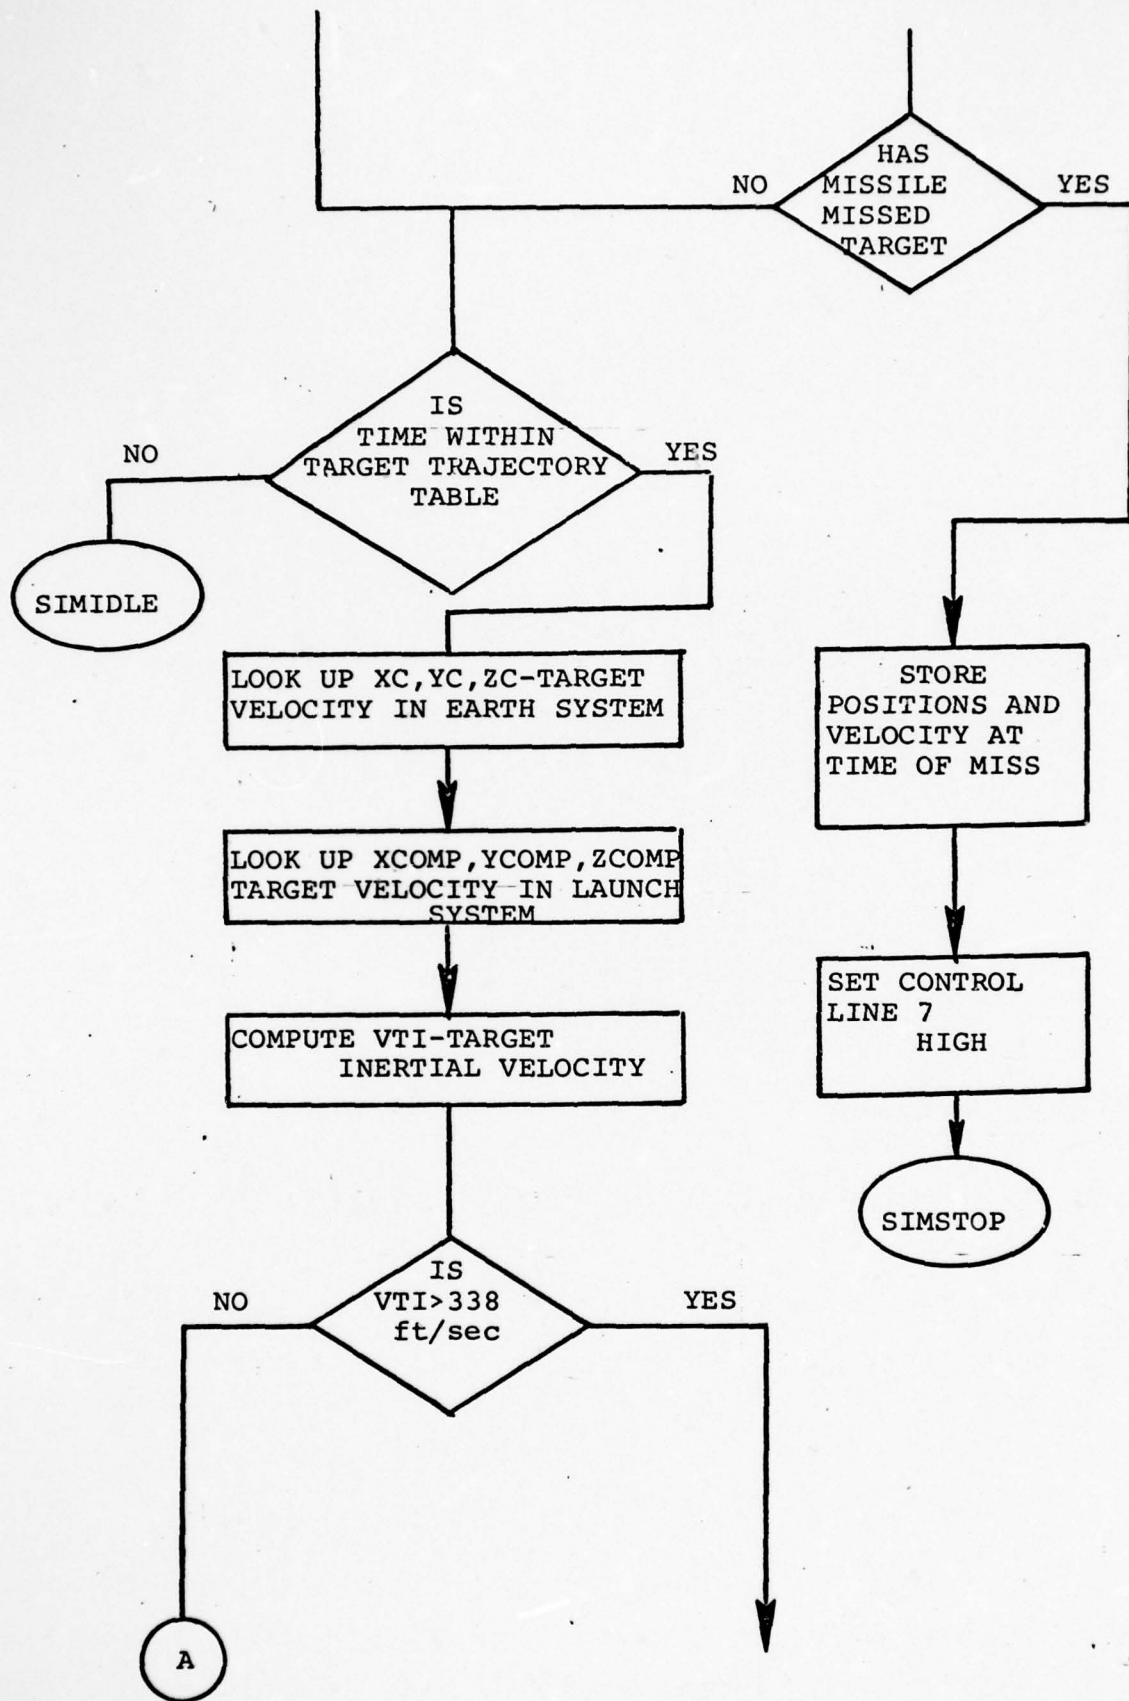 HAS
MISSILE
MISSED
TARGET
NO
YES
IS
TIME WITHIN
TARGET TRAJECTORY
TABLE
NO
YES
SIMIDLE
LOOK UP XC,YC,ZC-TARGET
VELOCITY IN EARTH SYSTEM
LOOK UP XCOMP,YCOMP,ZCOMP
TARGET VELOCITY IN LAUNCH
SYSTEM
COMPUTE VTI-TARGET
INERTIAL VELOCITY
IS
VTI>338
ft/sec
NO
YES
A
STORE
POSITIONS AND
VELOCITY AT
TIME OF MISS
SET CONTROL
LINE 7
HIGH
SIMSTOP